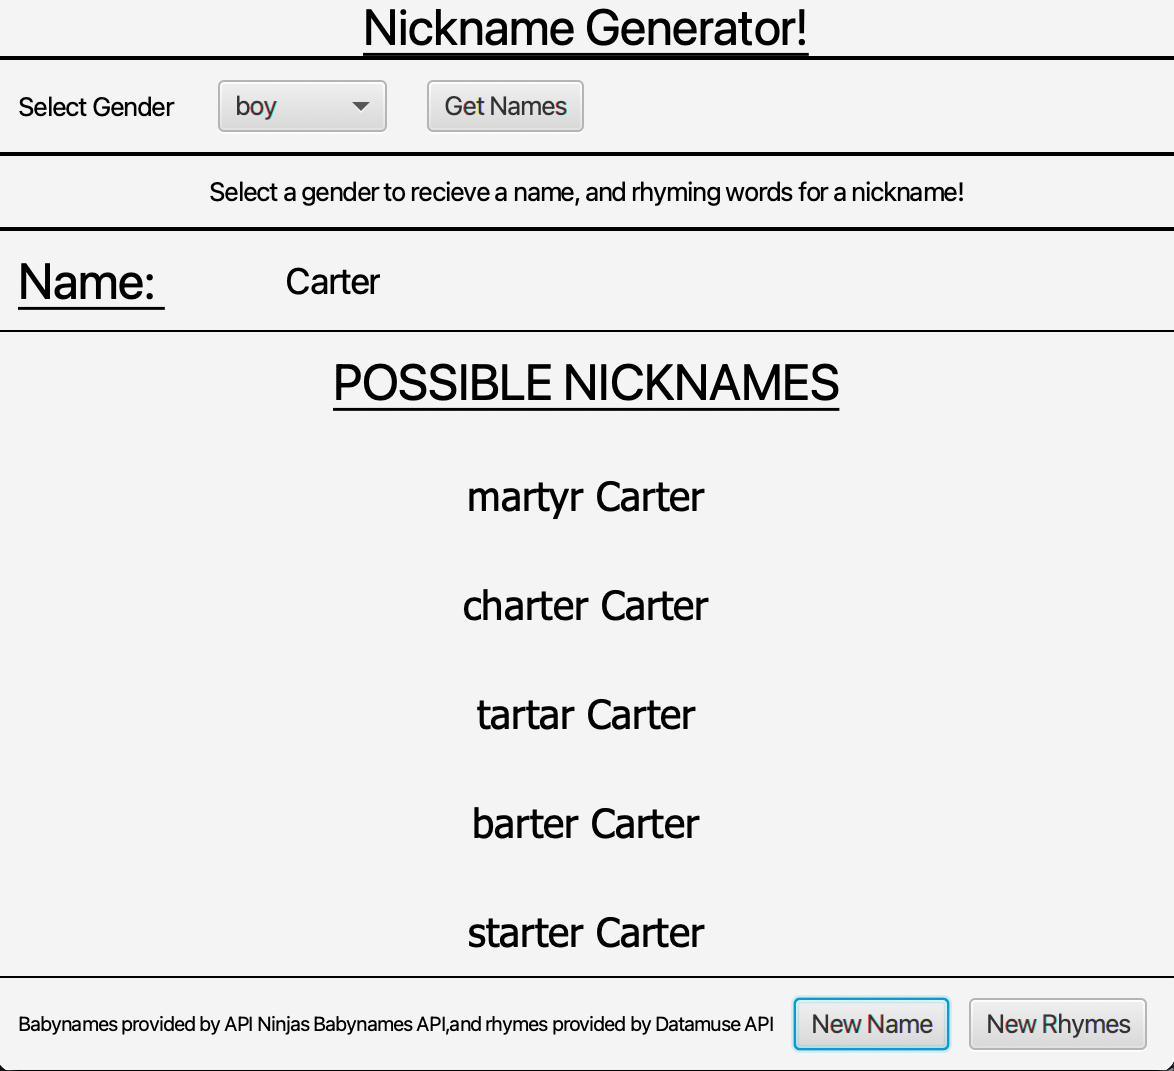 Nickname Generator!
Select Gender boy Get Names
Select a gender to recieve a name, and rhyming words for a nickname!
Name: Carter
POSSIBLE NICKNAMES
martyr Carter
charter Carter
tartar Carter
barter Carter
starter Carter
Babynames provided by API Ninjas Babynames API,and rhymes provided by Datamuse API New Name New Rhymes